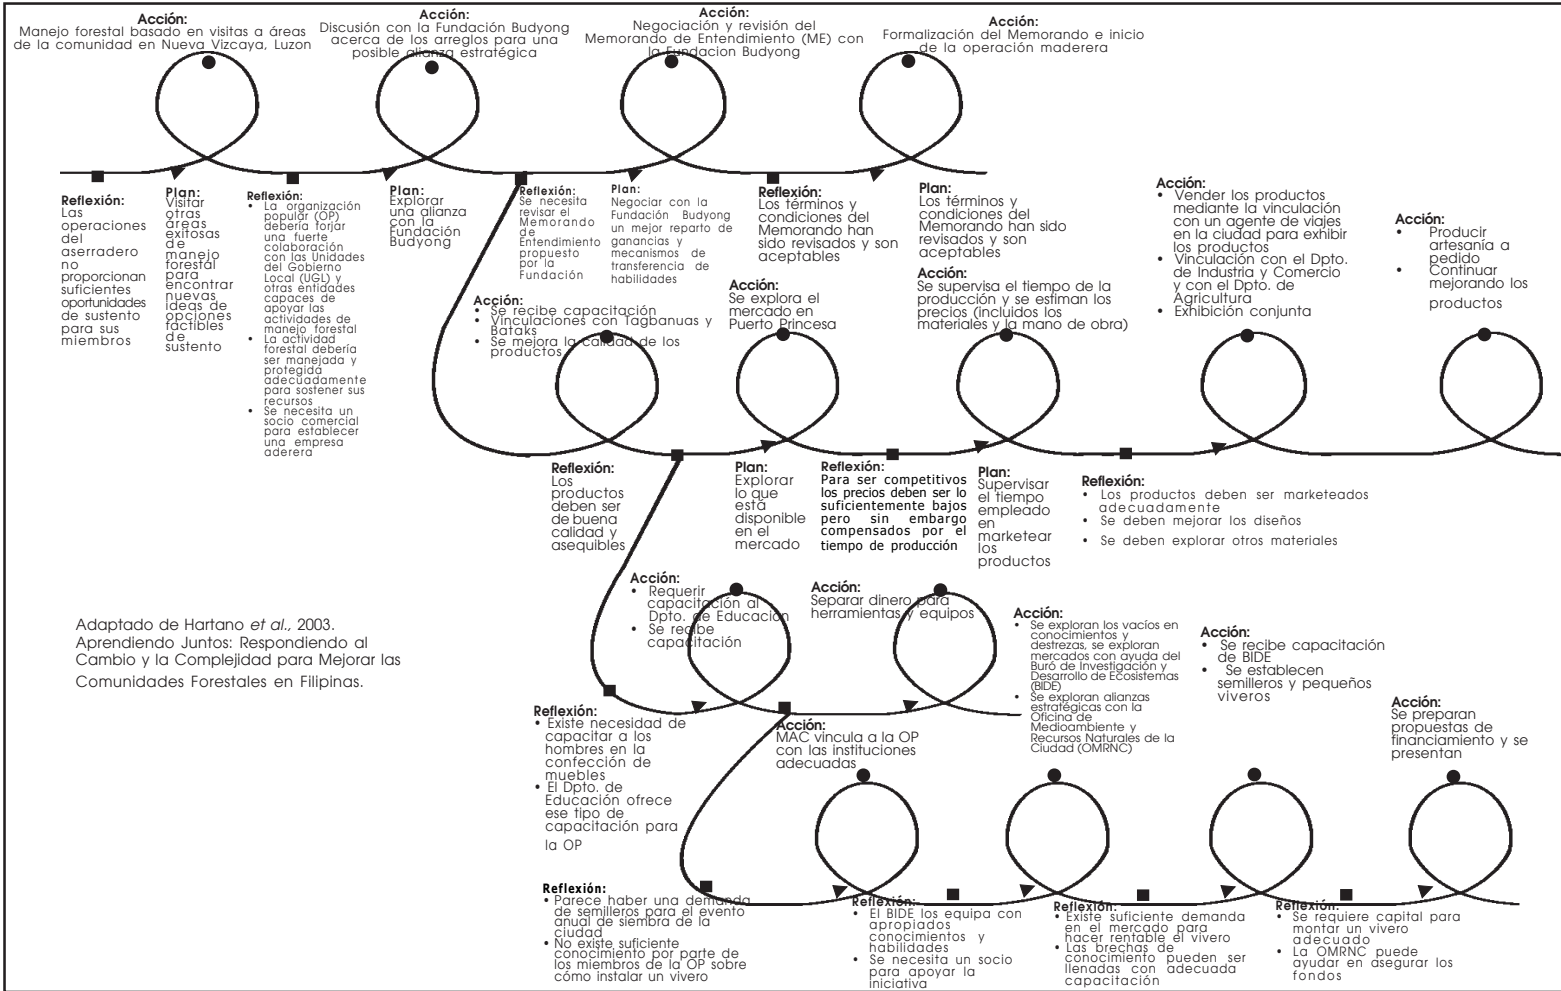 Acción:
Manejo forestal basado en visitas a áreas
de la comunidad en Nueva Vizcaya, Luzon
Acción:
Discusión con la Fundación Budyong
acerca de los arreglos para una
posible alianza estratégica
Acción:
Negociación y revisión del
Memorando de Entendimiento (ME) con
la Fundacion Budyong
Acción:
Formalización del Memorando e inicio
de la operación maderera
Reflexión:
Las
operaciones
del
aserradero
no
proporcionan
suficientes
oportunidades
de sustento
para sus
miembros
Plan:
Visitar
otras
áreas
exitosas
de
manejo
forestal
para
encontrar
nuevas
ideas de
opciones
factibles
de
sustento
Reflexión:
• La organización
popular (OP)
debería forjar
una fuerte
colaboración
con las Unidades
del Gobierno
Local (UGL) y
otras entidades
capaces de
apoyar las
actividades de
manejo forestal
• La actividad
forestal debería
ser manejada y
protegida
adecuadamente
para sostener sus
recursos
• Se necesita un
socio comercial
para establecer
una empresa
aderera
Plan:
Explorar
una alianza
con la
Fundación
Budyong
Reflexión:
Se necesita
revisar el
Memorando
de
Entendimiento
propuesto
por la
Fundación
Plan:
Negociar con la
Fundación Budyong
un mejor reparto de
ganancias y
mecanismos de
transferencia de
habilidades
Reflexión:
Los términos y
condiciones del
Memorando han
sido revisados y son
aceptables
Plan:
Los términos y
condiciones del
Memorando han sido
revisados y son
aceptables
Acción:
• Se recibe capacitación
• Vinculaciones con Tagbanuas y
Bataks
• Se mejora la calidad de los
productos
Acción:
Se explora el
mercado en
Puerto Princesa
Acción:
Se supervisa el tiempo de la
producción y se estiman los
precios (incluidos los
materiales y la mano de obra)
Acción:
• Vender los productos
mediante la vinculación
con un agente de viajes
en la ciudad para exhibir
los productos
• Vinculación con el Dpto.
de Industria y Comercio
y con el Dpto. de
Agricultura
• Exhibición conjunta
Acción:
• Producir
artesanía a
pedido
• Continuar
mejorando los
productos
Reflexión:
Los
productos
deben ser
de buena
calidad y
asequibles
Plan:
Explorar
lo que
está
disponible
en el
mercado
Reflexión:
Para ser competitivos
los precios deben ser lo
suficientemente bajos
pero sin embargo
compensados por el
tiempo de producción
Plan:
Supervisar
el tiempo
empleado
en
marketear
los
productos
Reflexión:
• Los productos deben ser marketeados
adecuadamente
• Se deben mejorar los diseños
• Se deben explorar otros materiales
Acción:
• Requerir
capacitación al
Dpto. de Educación
• Se recibe
capacitación
Acción:
Separar dinero para
herramientas y equipos
Adaptado de Hartano et al., 2003.
Aprendiendo Juntos: Respondiendo al
Cambio y la Complejidad para Mejorar las
Comunidades Forestales en Filipinas.
Reflexión:
• Existe necesidad de
capacitar a los
hombres en la
confección de
muebles
• El Dpto. de
Educación ofrece
ese tipo de
capacitación para
la OP
Acción:
MAC vincula a la OP
con las instituciones
adecuadas
Acción:
• Se exploran los vacíos en
conocimientos y
destrezas, se exploran
mercados con ayuda del
Buró de Investigación y
Desarrollo de Ecosistemas
(BIDE)
• Se exploran alianzas
estratégicas con la
Oficina de
Medioambiente y
Recursos Naturales de la
Ciudad (OMRNC)
Acción:
• Se recibe capacitación
de BIDE
• Se establecen
semilleros y pequeños
viveros
Acción:
Se preparan
propuestas de
financiamiento y se
presentan
Reflexión:
• Parece haber una demanda
de semilleros para el evento
anual de siembra de la
ciudad
• No existe suficiente
conocimiento por parte de
los miembros de la OP sobre
cómo instalar un vivero
Reflexión:
• El BIDE los equipa con
apropiados
conocimientos y
habilidades
• Se necesita un socio
para apoyar la
iniciativa
Reflexión:
• Existe suficiente demanda
en el mercado para
hacer rentable el vivero
• Las brechas de
conocimiento pueden ser
llenadas con adecuada
capacitación
Reflexión:
• Se requiere capital para
montar un vivero
adecuado
• La OMRNC puede
ayudar en asegurar los
fondos